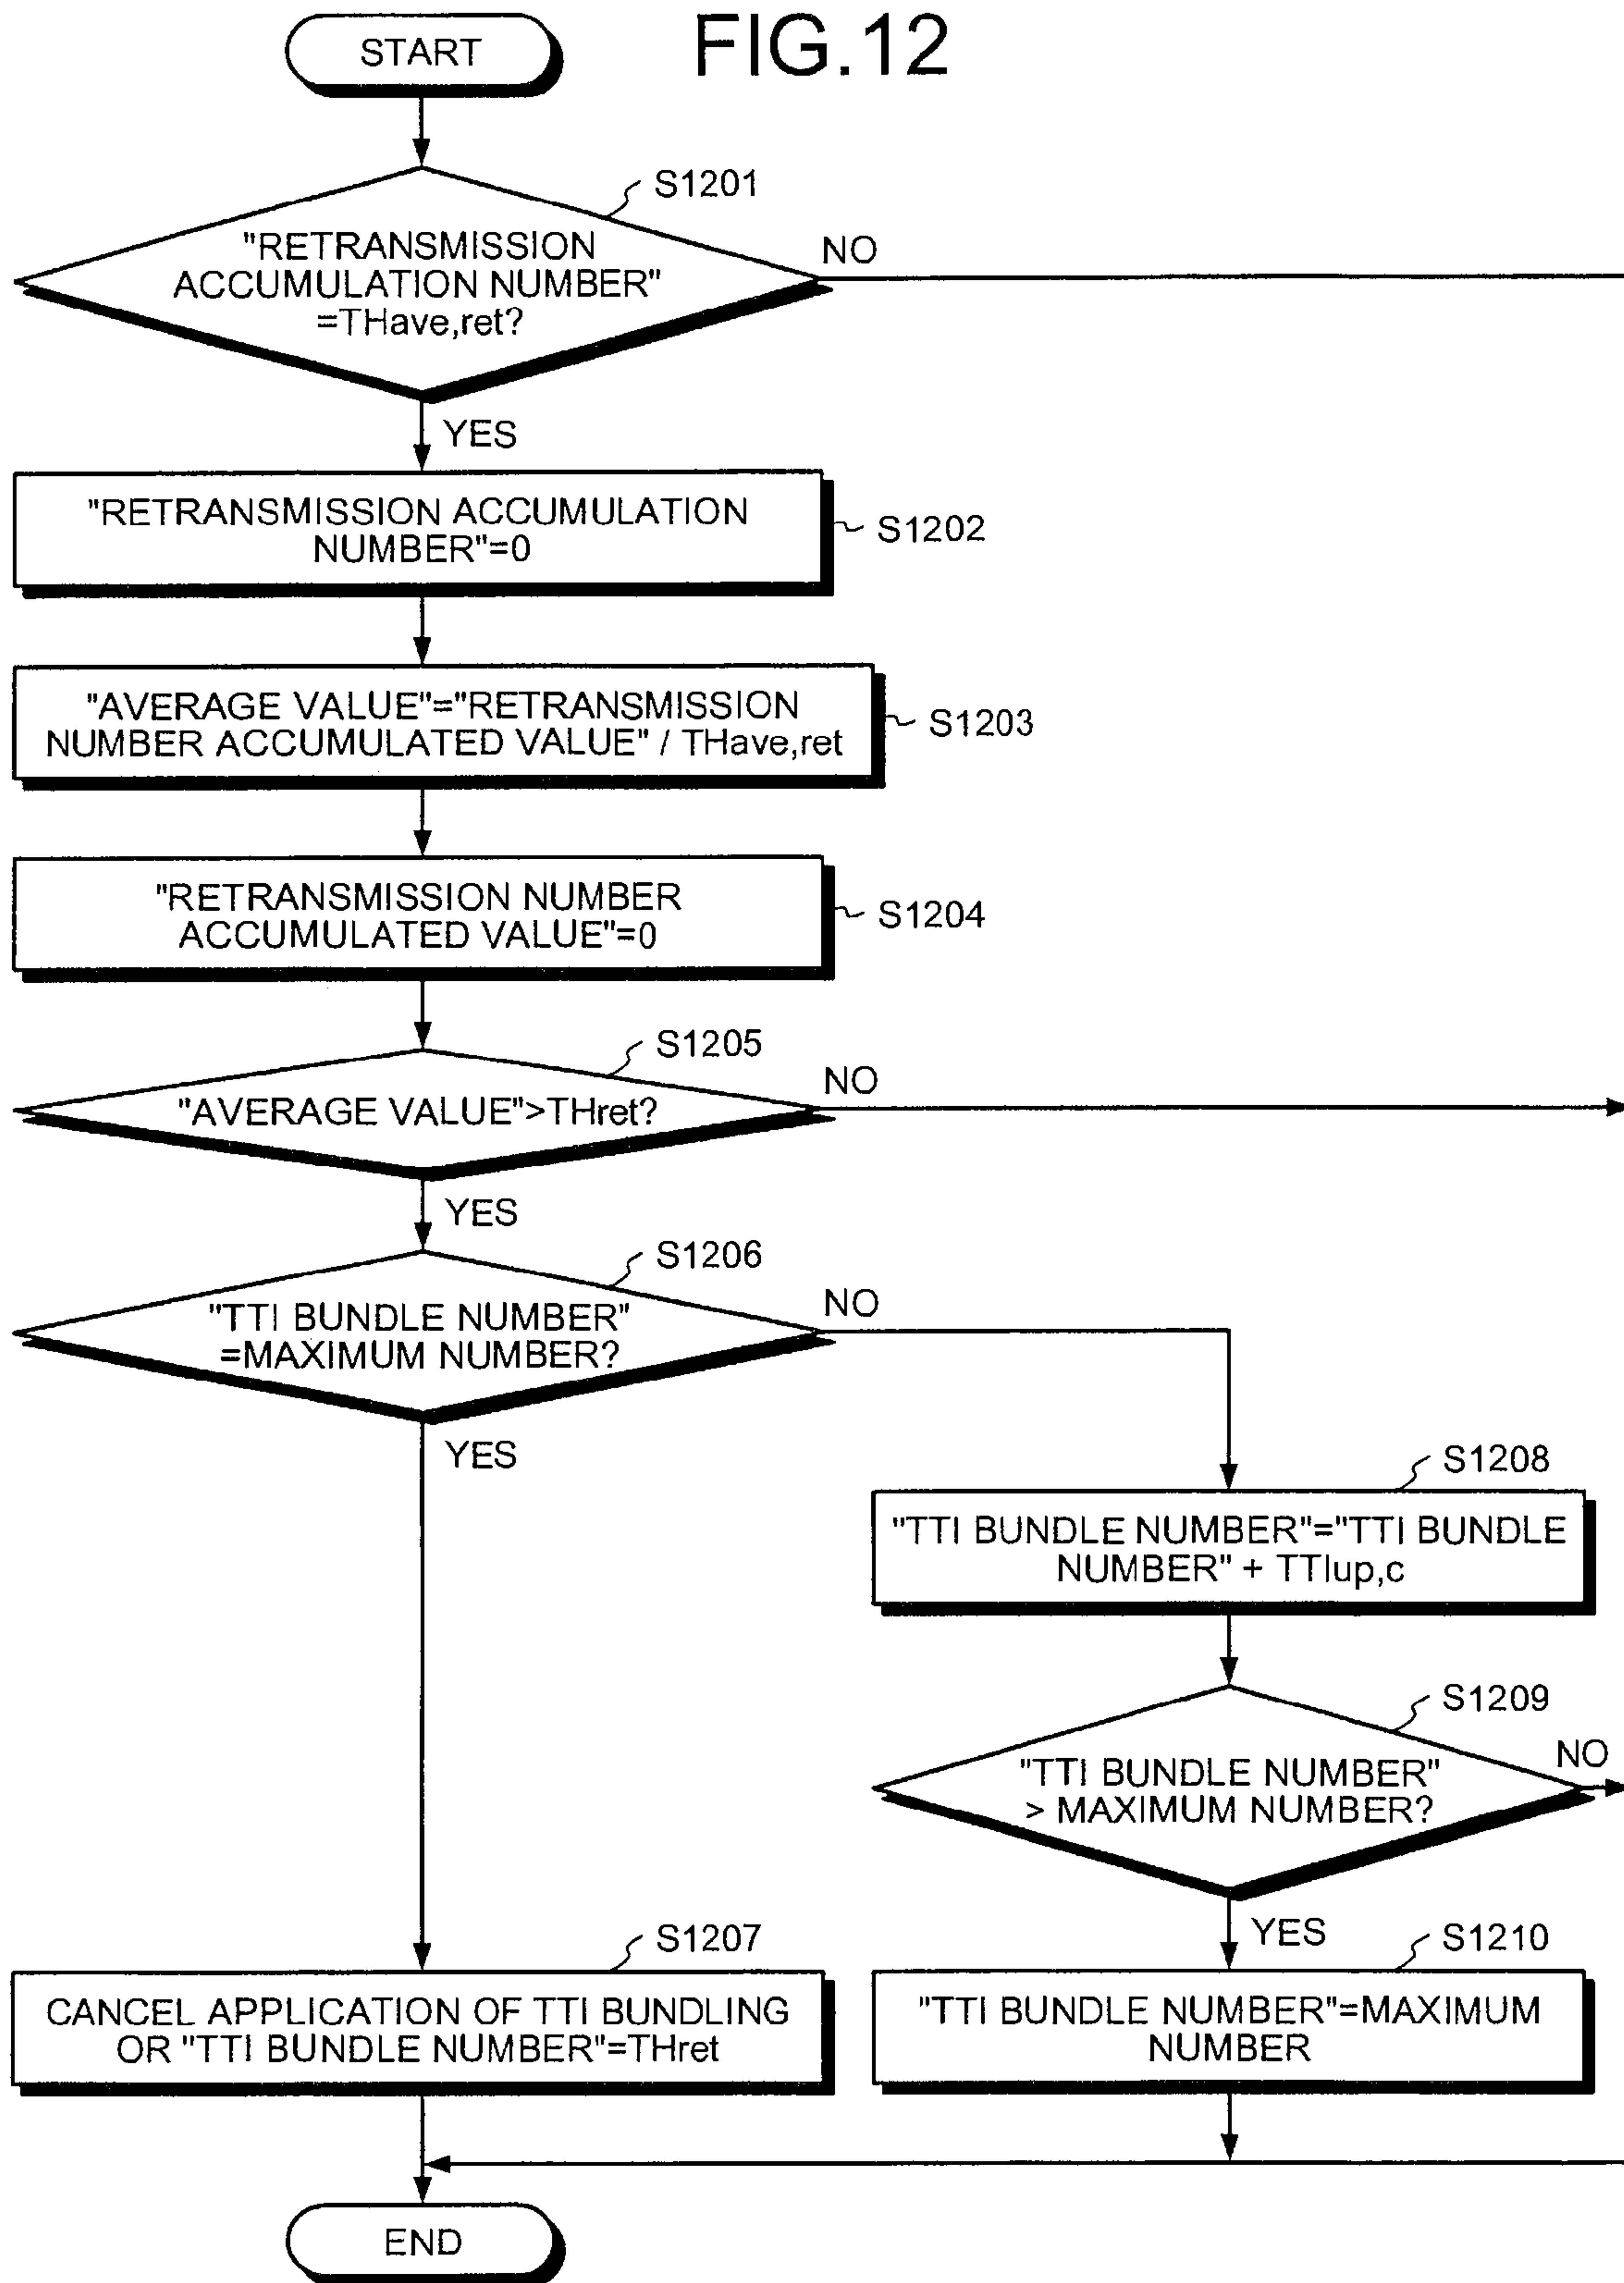 FIG.12
START
S1201
"RETRANSMISSION
ACCUMULATION NUMBER"
=THave,ret?
NO
YES
"RETRANSMISSION ACCUMULATION
NUMBER"=0
S1202
"AVERAGE VALUE"="RETRANSMISSION
NUMBER ACCUMULATED VALUE" / THave,ret
S1203
"RETRANSMISSION NUMBER
ACCUMULATED VALUE"=0
S1204
S1205
"AVERAGE VALUE">THret?
NO
YES
S1206
"TTI BUNDLE NUMBER"
=MAXIMUM NUMBER?
NO
YES
S1208
"TTI BUNDLE NUMBER"="TTI BUNDLE
NUMBER" + TTIup,c
S1209
"TTI BUNDLE NUMBER"
> MAXIMUM NUMBER?
NO
YES
S1207
CANCEL APPLICATION OF TTI BUNDLING
OR "TTI BUNDLE NUMBER"=THret
S1210
"TTI BUNDLE NUMBER"=MAXIMUM
NUMBER
END